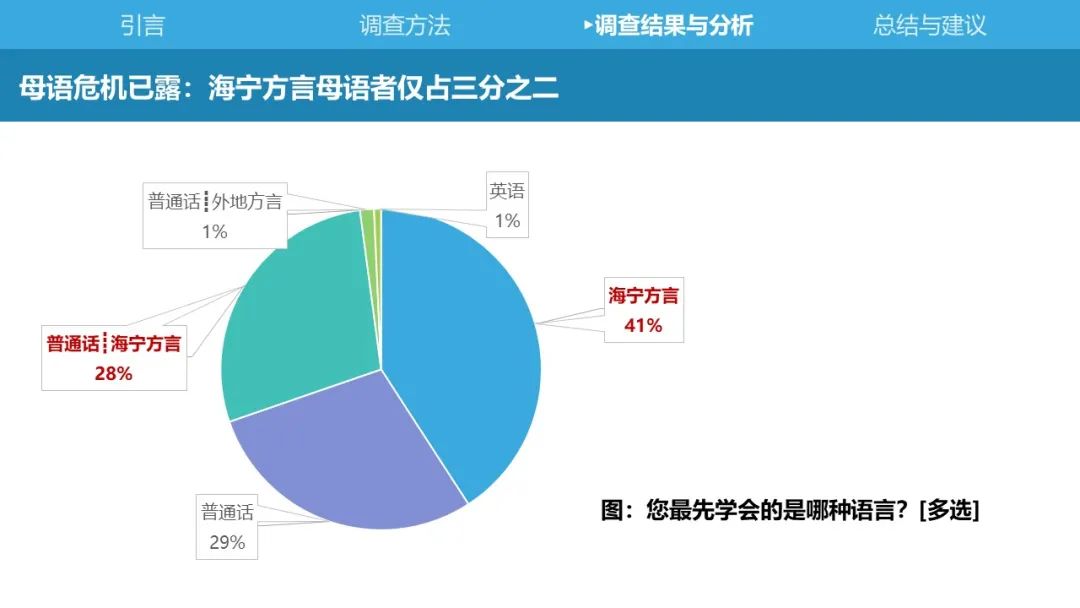 引言
调查方法
▸调查结果与分析
总结与建议
母语危机已露：海宁方言母语者仅占三分之二
普通话┋外地方言
1%
英语
1%
海宁方言
41%
普通话┋海宁方言
28%
普通话
29%
图：您最先学会的是哪种语言？[多选]